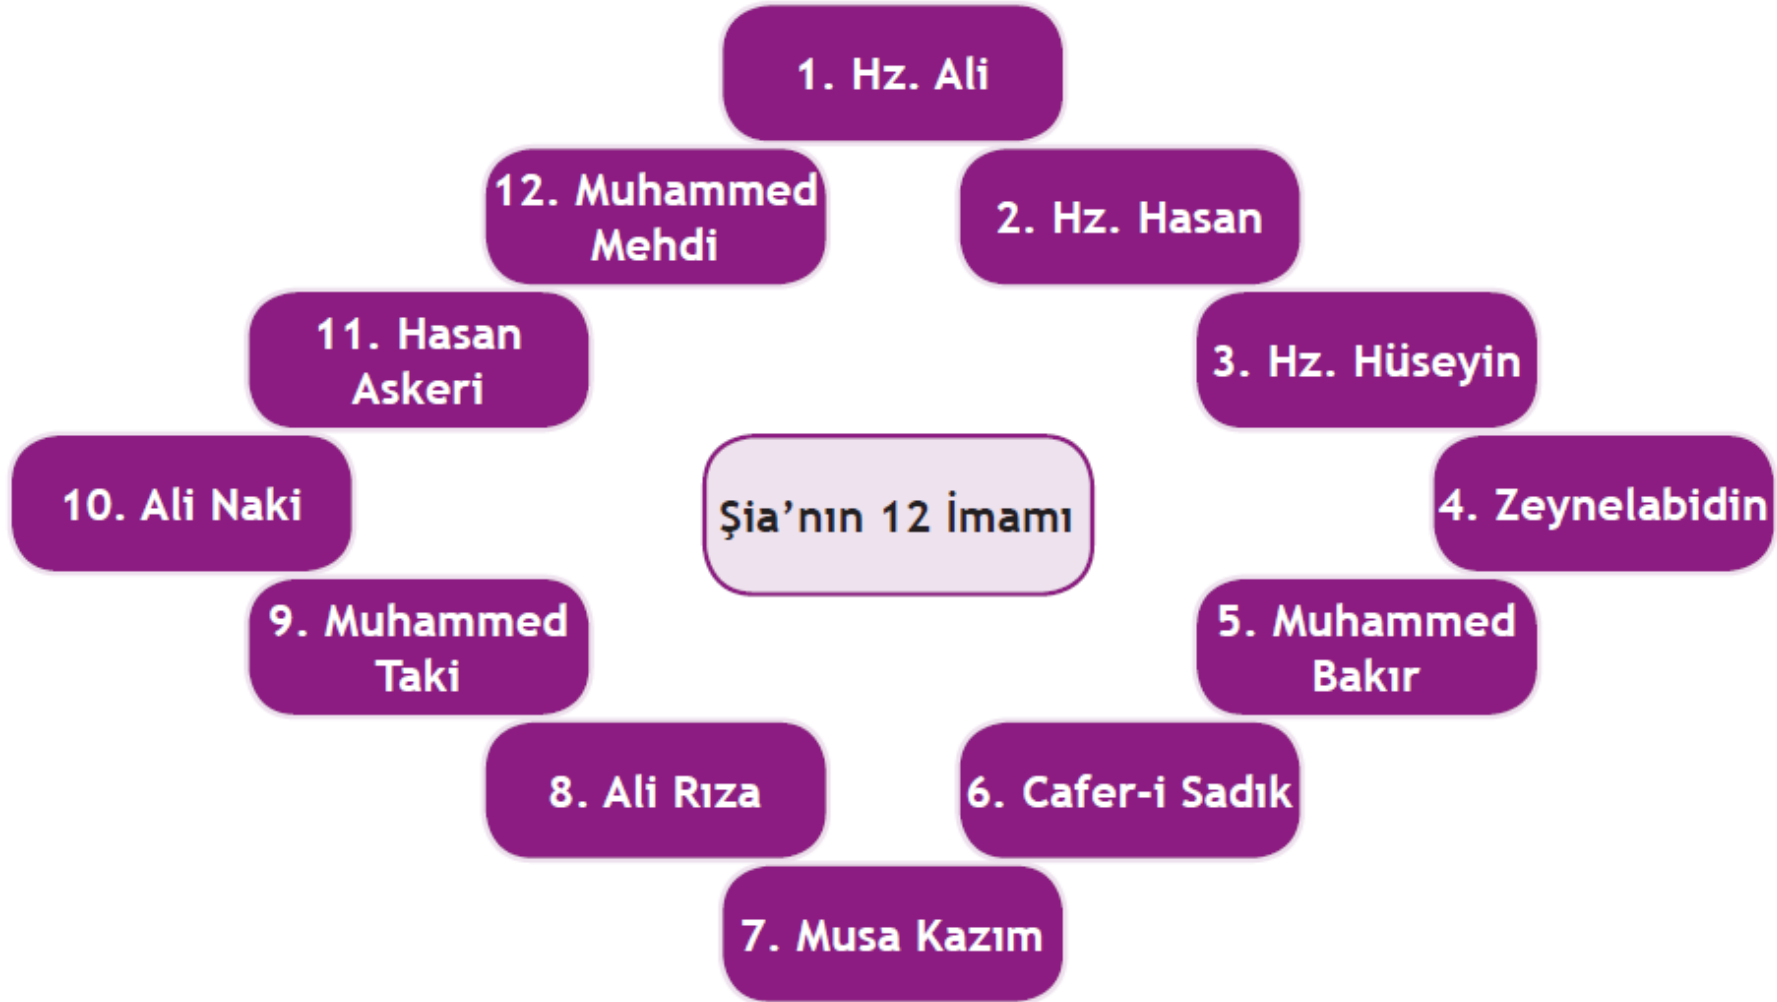 1. Hz. Ali
2. Hz. Hasan
3. Hz. Hüseyin
4. Zeynelabidin
5. Muhammed
Bakır
6. Cafer-i Sadık
7. Musa Kazım
8. Ali Rıza
9. Muhammed
Taki
10. Ali Naki
11. Hasan
Askeri
12. Muhammed
Mehdi
Şia’nın 12 İmamı